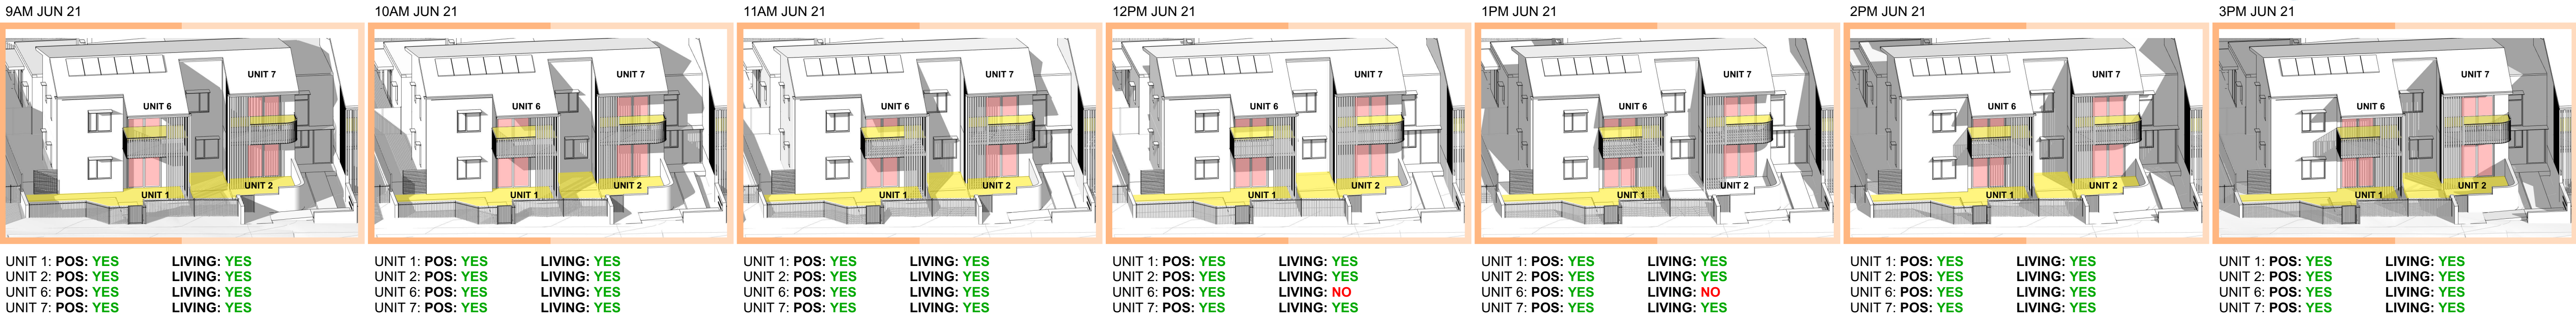 9AM JUN 21
UNIT 7
UNIT 6
UNIT 2
UNIT 1
UNIT 1: POS: YES LIVING: YES
UNIT 2: POS: YES LIVING: YES
UNIT 6: POS: YES LIVING: YES
UNIT 7: POS: YES LIVING: YES
10AM JUN 21
UNIT 7
UNIT 6
UNIT 2
UNIT 1
UNIT 1: POS: YES LIVING: YES
UNIT 2: POS: YES LIVING: YES
UNIT 6: POS: YES LIVING: YES
UNIT 7: POS: YES LIVING: YES
11AM JUN 21
UNIT 7
UNIT 6
UNIT 2
UNIT 1
UNIT 1: POS: YES LIVING: YES
UNIT 2: POS: YES LIVING: YES
UNIT 6: POS: YES LIVING: YES
UNIT 7: POS: YES LIVING: YES
12PM JUN 21
UNIT 7
UNIT 6
UNIT 2
UNIT 1
UNIT 1: POS: YES LIVING: YES
UNIT 2: POS: YES LIVING: YES
UNIT 6: POS: YES LIVING: NO
UNIT 7: POS: YES LIVING: YES
1PM JUN 21
UNIT 7
UNIT 6
UNIT 2
UNIT 1
UNIT 1: POS: YES LIVING: YES
UNIT 2: POS: YES LIVING: YES
UNIT 6: POS: YES LIVING: NO
UNIT 7: POS: YES LIVING: YES
2PM JUN 21
UNIT 7
UNIT 6
UNIT 2
UNIT 1
UNIT 1: POS: YES LIVING: YES
UNIT 2: POS: YES LIVING: YES
UNIT 6: POS: YES LIVING: YES
UNIT 7: POS: YES LIVING: YES
3PM JUN 21
UNIT 7
UNIT 6
UNIT 2
UNIT 1
UNIT 1: POS: YES LIVING: YES
UNIT 2: POS: YES LIVING: YES
UNIT 6: POS: YES LIVING: YES
UNIT 7: POS: YES LIVING: YES